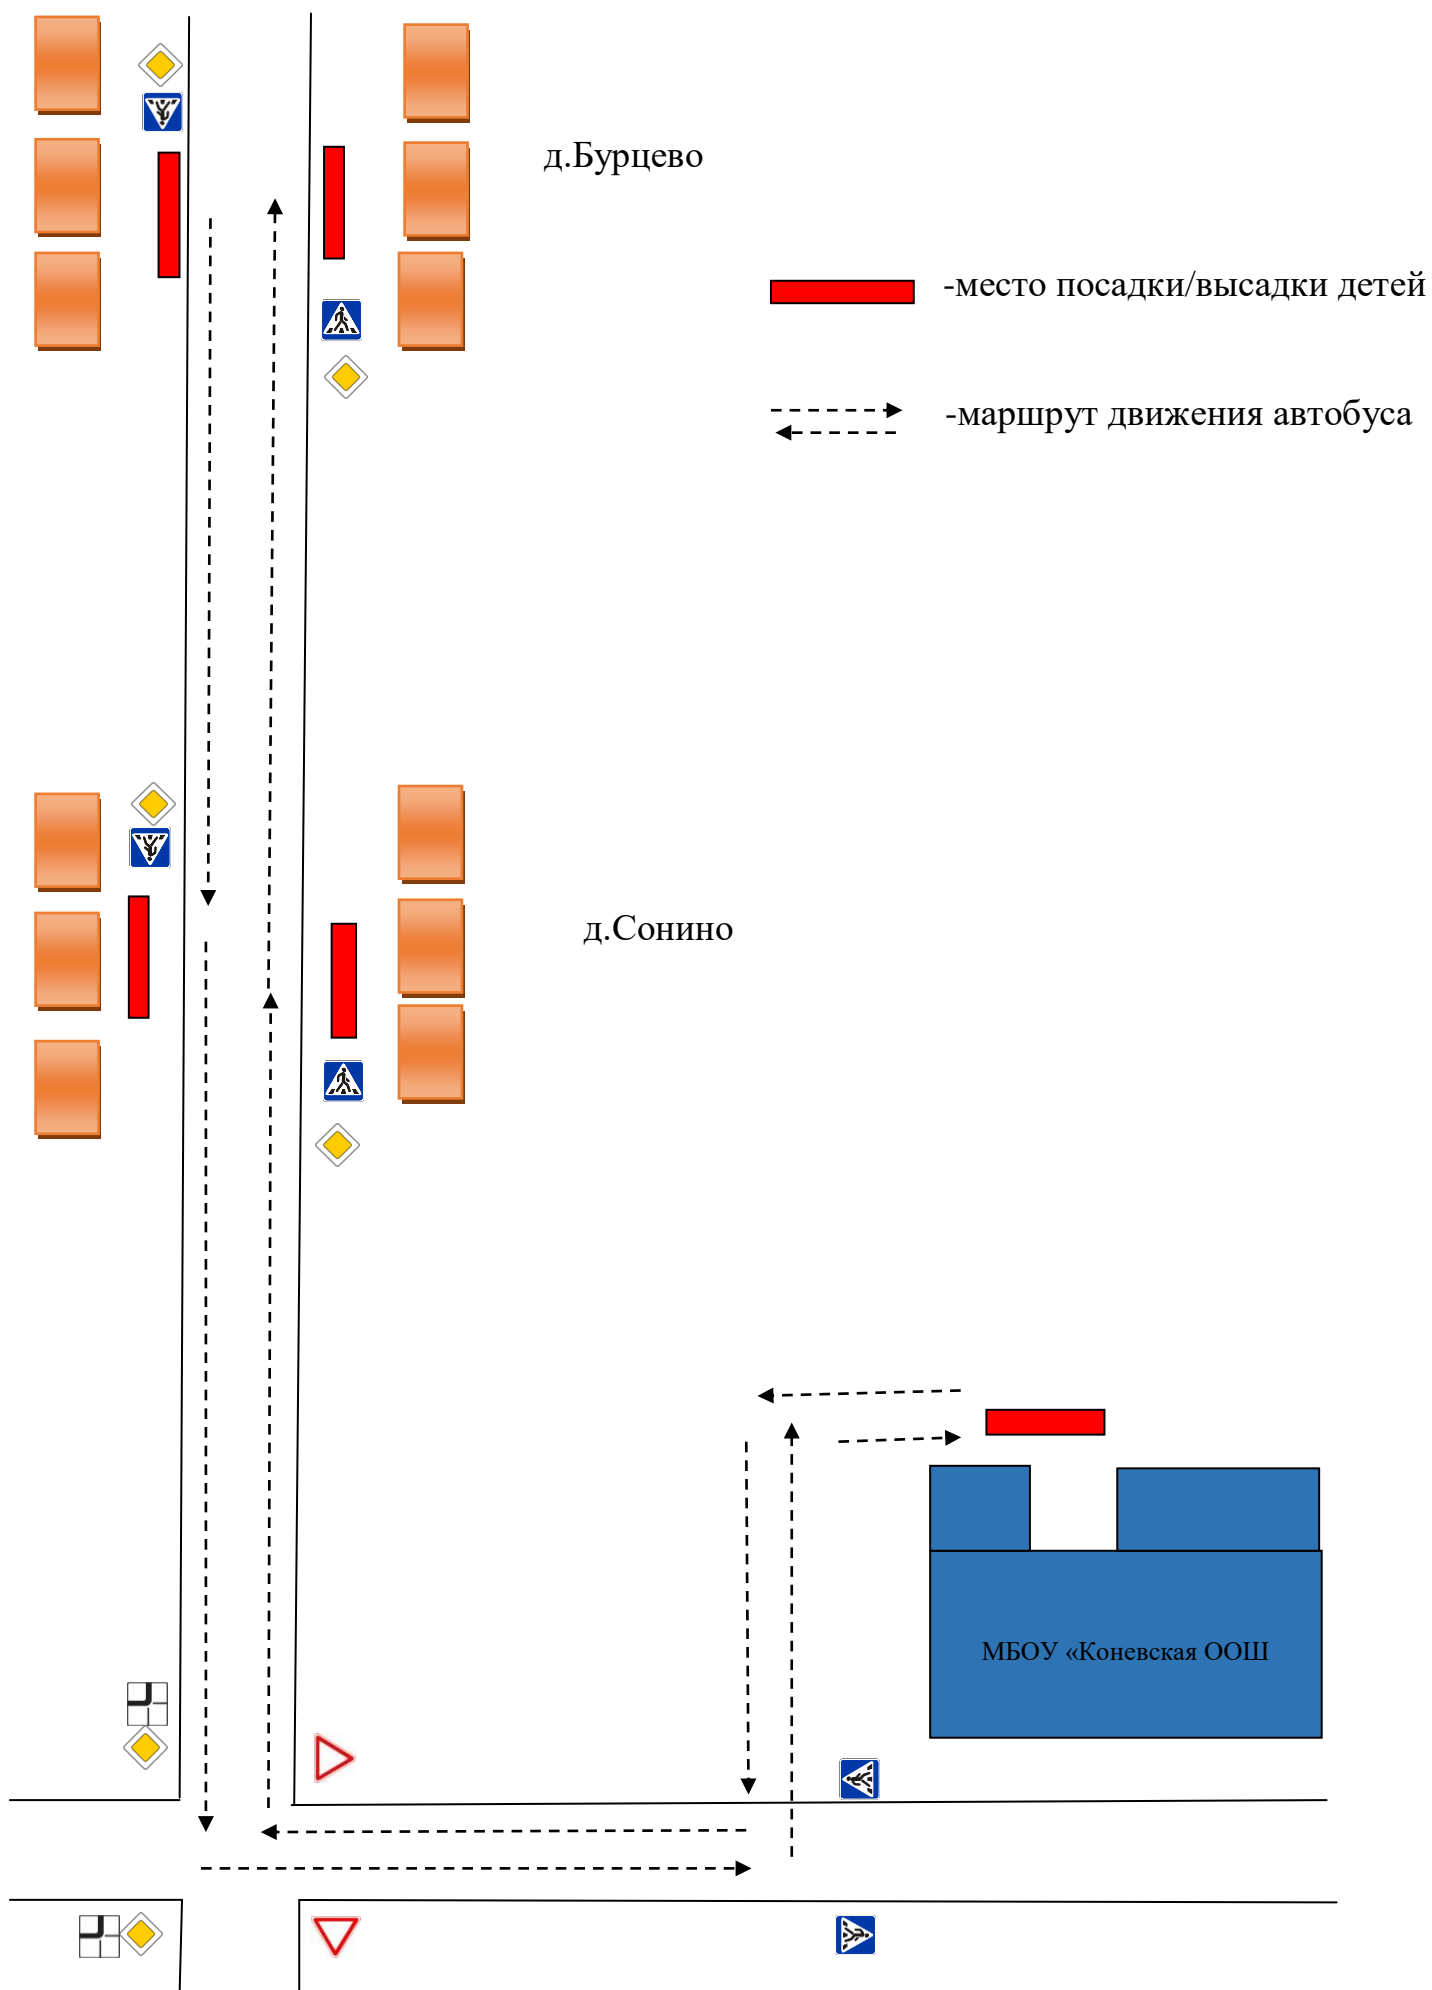 д.Бурцево
-место посадки/высадки детей
-маршрут движения автобуса
д.Сонино
МБОУ «Коневская ООШ